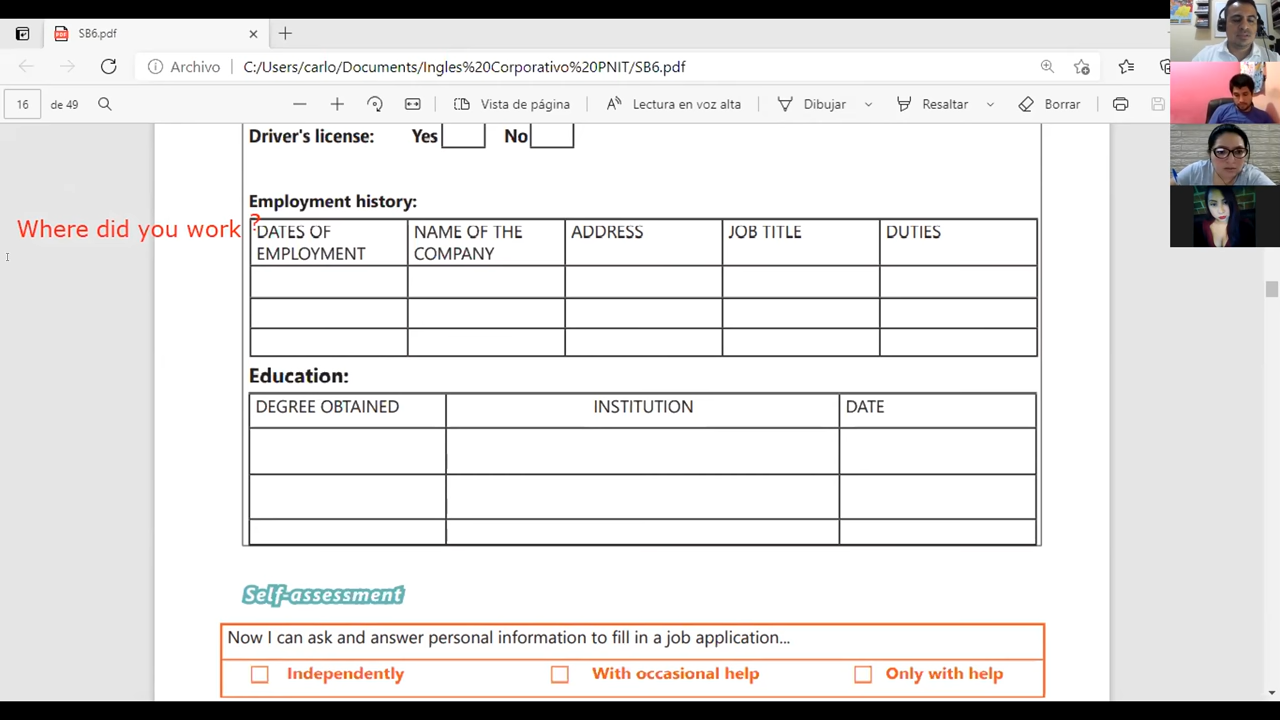 SB6.pdf
Archivo C:/Users/carlo/Documents/Ingles%20Corporativo%20PNIT/SB6.pdf
16 de 49 Vista de página Lectura en voz alta Dibujar Resaltar Borrar
Driver's license: Yes No
Employment history:
Where did you work ?
DATES OF EMPLOYMENT NAME OF THE COMPANY ADDRESS JOB TITLE DUTIES
Education:
DEGREE OBTAINED INSTITUTION DATE
Self-assessment
Now I can ask and answer personal information to fill in a job application...
Independently With occasional help Only with help